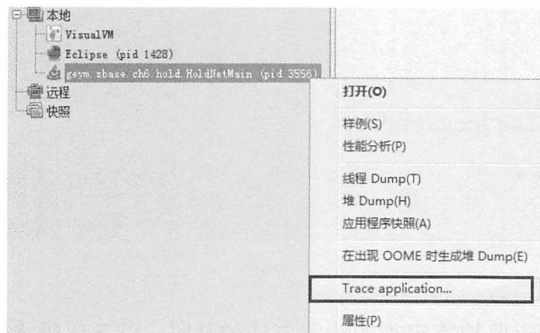 本地
VisualVM
Eclipse (pid 1428)
geym.zbase.ch6.hold.HoldNetMain (pid 3556)
远程
快照
打开(O)
样例(S)
性能分析(P)
线程 Dump(T)
堆 Dump(H)
应用程序快照(A)
在出现 OOME 时生成堆 Dump(E)
Trace application...
属性(P)